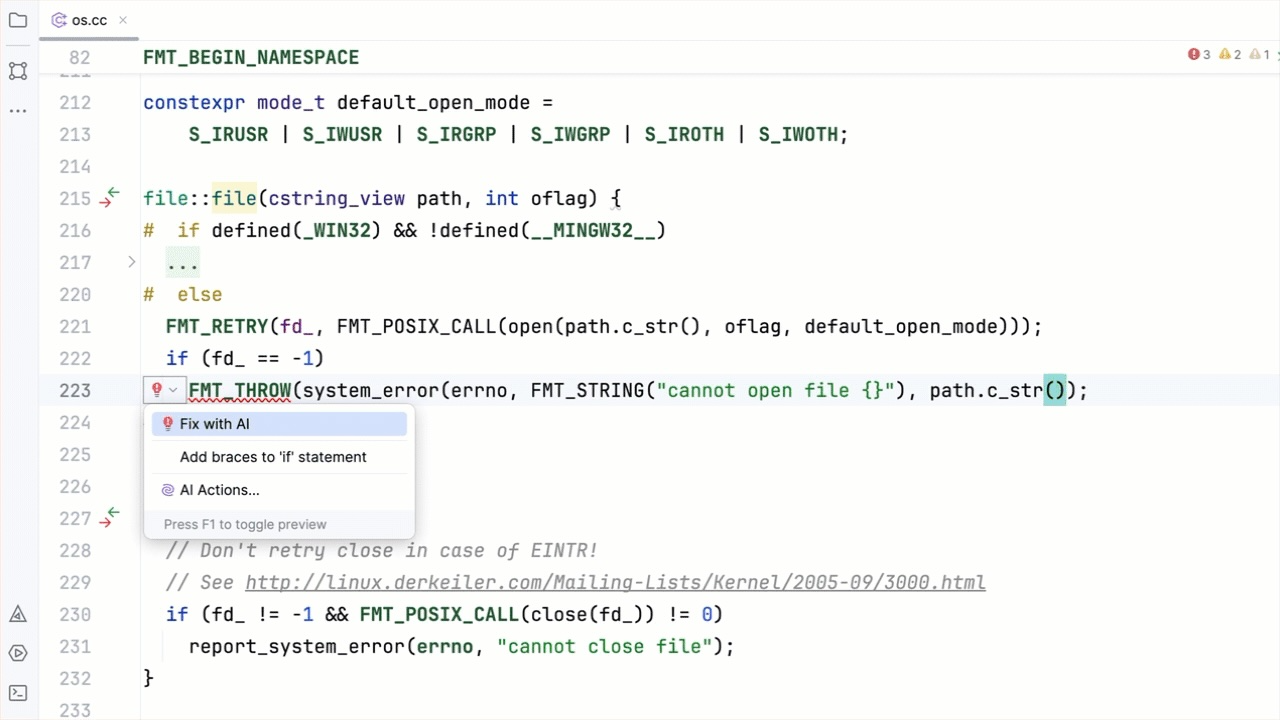 os.cc
82 FMT_BEGIN_NAMESPACE
3 2 1
212 constexpr mode_t default_open_mode =
213 S_IRUSR | S_IWUSR | S_IRGRP | S_IWGRP | S_IROTH | S_IWOTH;
214
215 file::file(cstring_view path, int oflag) {
216 # if defined(_WIN32) && !defined(__MINGW32__)
217 ...
220 # else
221 FMT_RETRY(fd_, FMT_POSIX_CALL(open(path.c_str(), oflag, default_open_mode)));
222 if (fd_ == -1)
223 FMT_THROW(system_error(errno, FMT_STRING("cannot open file {}"), path.c_str());
224 Fix with AI
225 Add braces to 'if' statement
226 AI Actions...
227 Press F1 to toggle preview
228 // Don't retry close in case of EINTR!
229 // See http://linux.derkeiler.com/Mailing-Lists/Kernel/2005-09/3000.html
230 if (fd_ != -1 && FMT_POSIX_CALL(close(fd_)) != 0)
231 report_system_error(errno, "cannot close file");
232 }
233